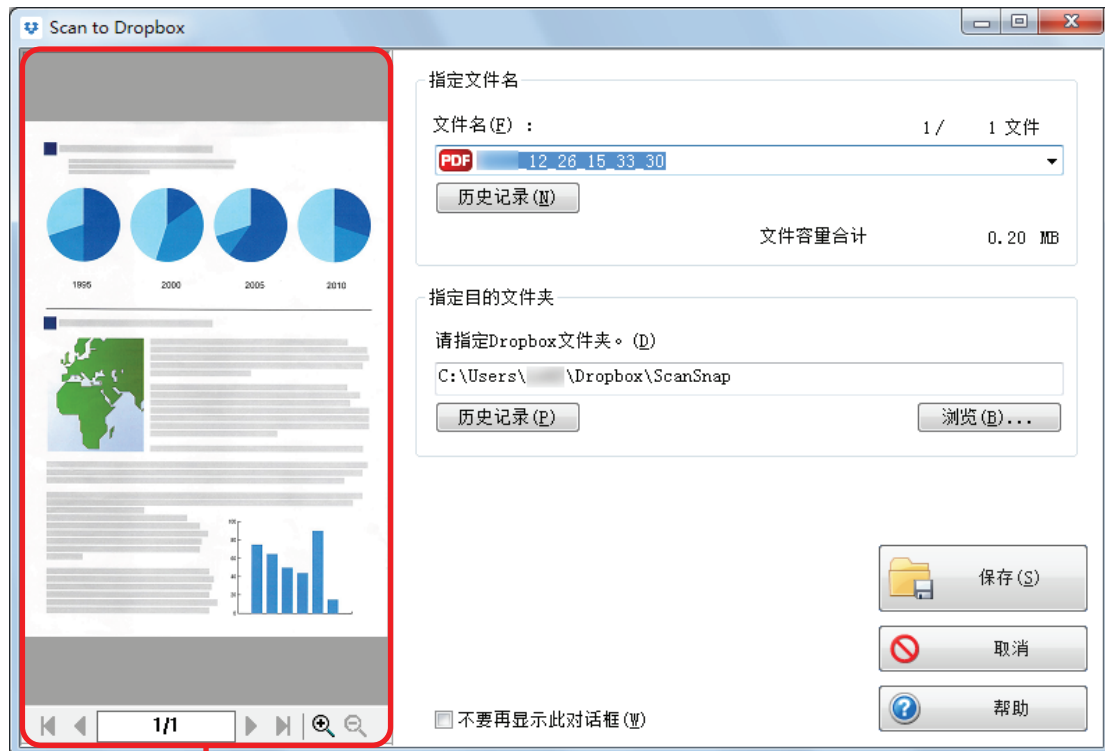 Scan to Dropbox
指定文件名
文件名(F) : 1/ 1 文件
PDF _12_26_15_33_30
历史记录(N)
文件容量合计 0.20 MB
指定目的文件夹
请指定Dropbox文件夹。(D)
C:\Users\ \Dropbox\ScanSnap
历史记录(P) 浏览(B)...
1995 2000 2005 2010
保存(S)
取消
帮助
1/1
不要再显示此对话框(W)